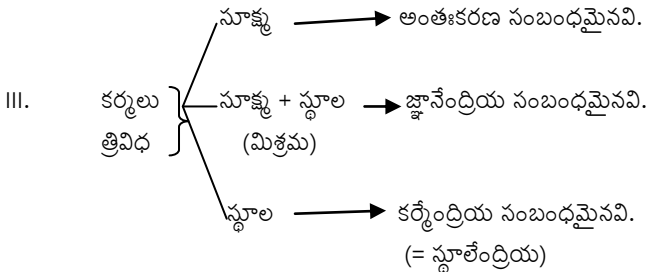 సూక్ష్మ అంతఃకరణ సంబంధమైనవి.
III. కర్మలు సూక్ష్మ + స్థూల జ్ఞానేంద్రియ సంబంధమైనవి.
త్రివిధ (మిశ్రమ)
స్థూల కర్మేంద్రియ సంబంధమైనవి.
(= స్థూలేంద్రియ)